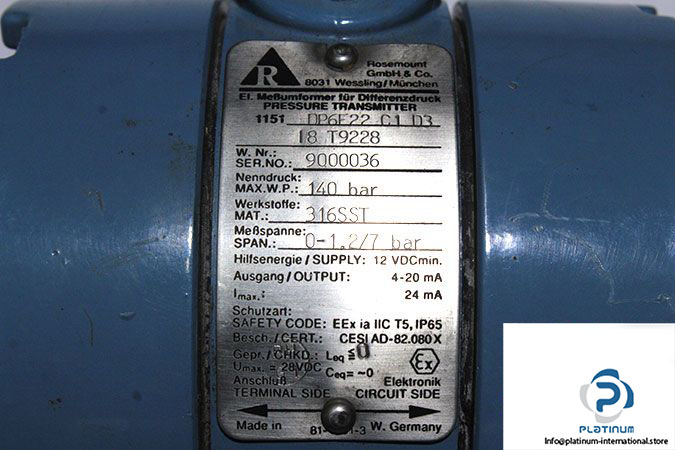 R
Rosemount
GmbH & Co.
8031 Wessling/München
El. Meßumformer für Differenzdruck
PRESSURE TRANSMITTER
1151 DP6E22 C1 D3
I8 T9228
W. Nr.:
SER.NO.: 9000036
Nenndruck:
MAX.W.P.: 140 bar
Werkstoffe:
MAT.: 316SST
Meßspanne:
SPAN.: 0-1.2/7 bar
Hilfsenergie/SUPPLY: 12 VDCmin.
Ausgang/OUTPUT: 4-20 mA
Imax.: 24 mA
Schutzart:
SAFETY CODE: EEx ia IIC T5, IP65
Besch./CERT.: CESI AD-82.080X
Gepr./CHKD.: Leq ≤0
Umax. = 28VDC Ceq = ~0
Ex
Anschluß Elektronik
TERMINAL SIDE CIRCUIT SIDE
Made in W. Germany
PLATINUM
Info@platinum-international.store